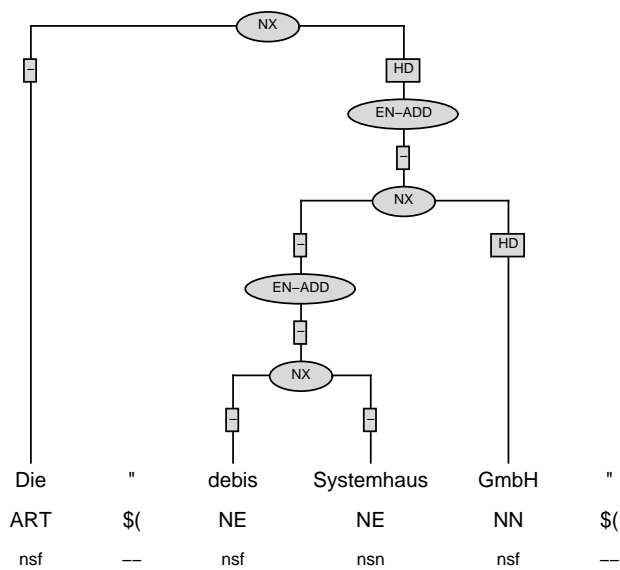 NX
– HD
EN–ADD
–
NX
– HD
EN–ADD
–
NX
– –
Die " debis Systemhaus GmbH "
ART $( NE NE NN $(
nsf –– nsf nsn nsf ––